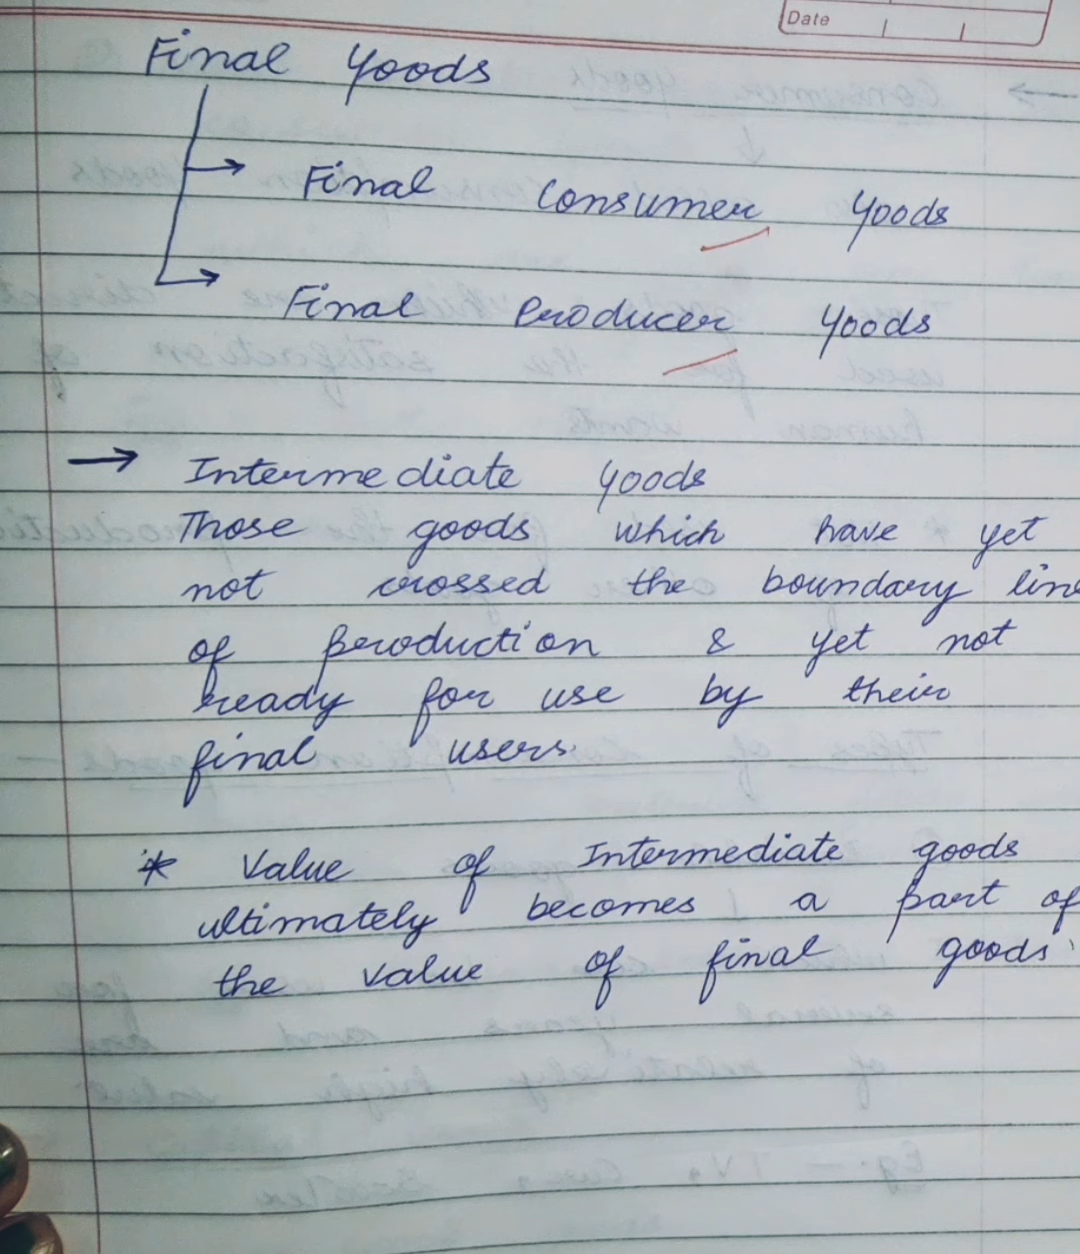 Date
Final Goods
→ Final Consumer Goods
→ Final Producer Goods
→ Intermediate Goods
Those goods which have yet
not crossed the boundary line
of production & yet not
ready for use by their
final users.
* Value of Intermediate goods
ultimately becomes a part of
the value of final goods